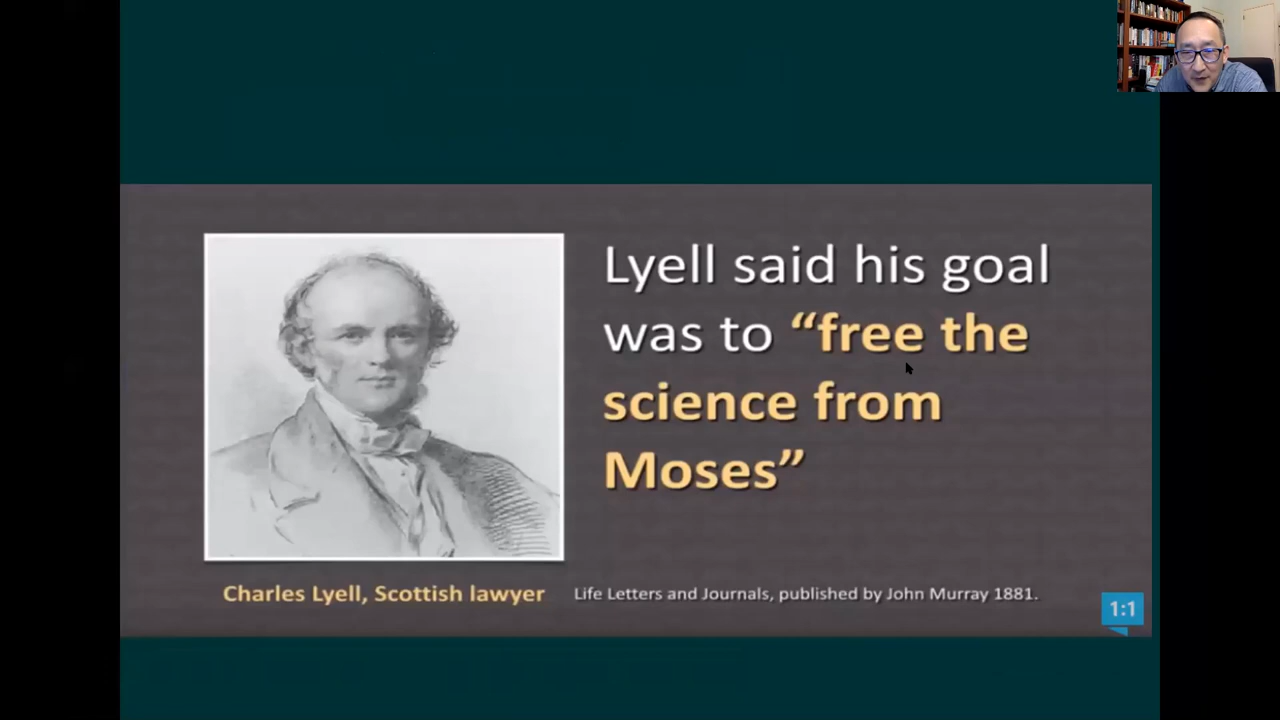 Lyell said his goal
was to “free the
science from
Moses”
Charles Lyell, Scottish lawyer
Life Letters and Journals, published by John Murray 1881.
1:1